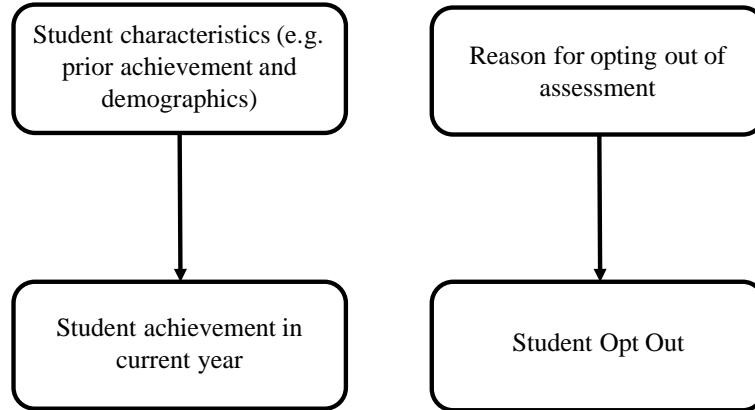 Student characteristics (e.g.
prior achievement and
demographics)
Reason for opting out of
assessment
Student achievement in
current year
Student Opt Out